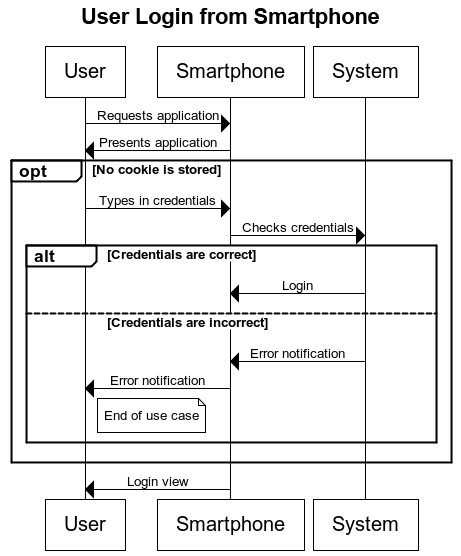 User Login from Smartphone
User Smartphone System
Requests application
Presents application
opt [No cookie is stored]
Types in credentials
Checks credentials
alt [Credentials are correct]
Login
[Credentials are incorrect]
Error notification
Error notification
End of use case
Login view
User Smartphone System